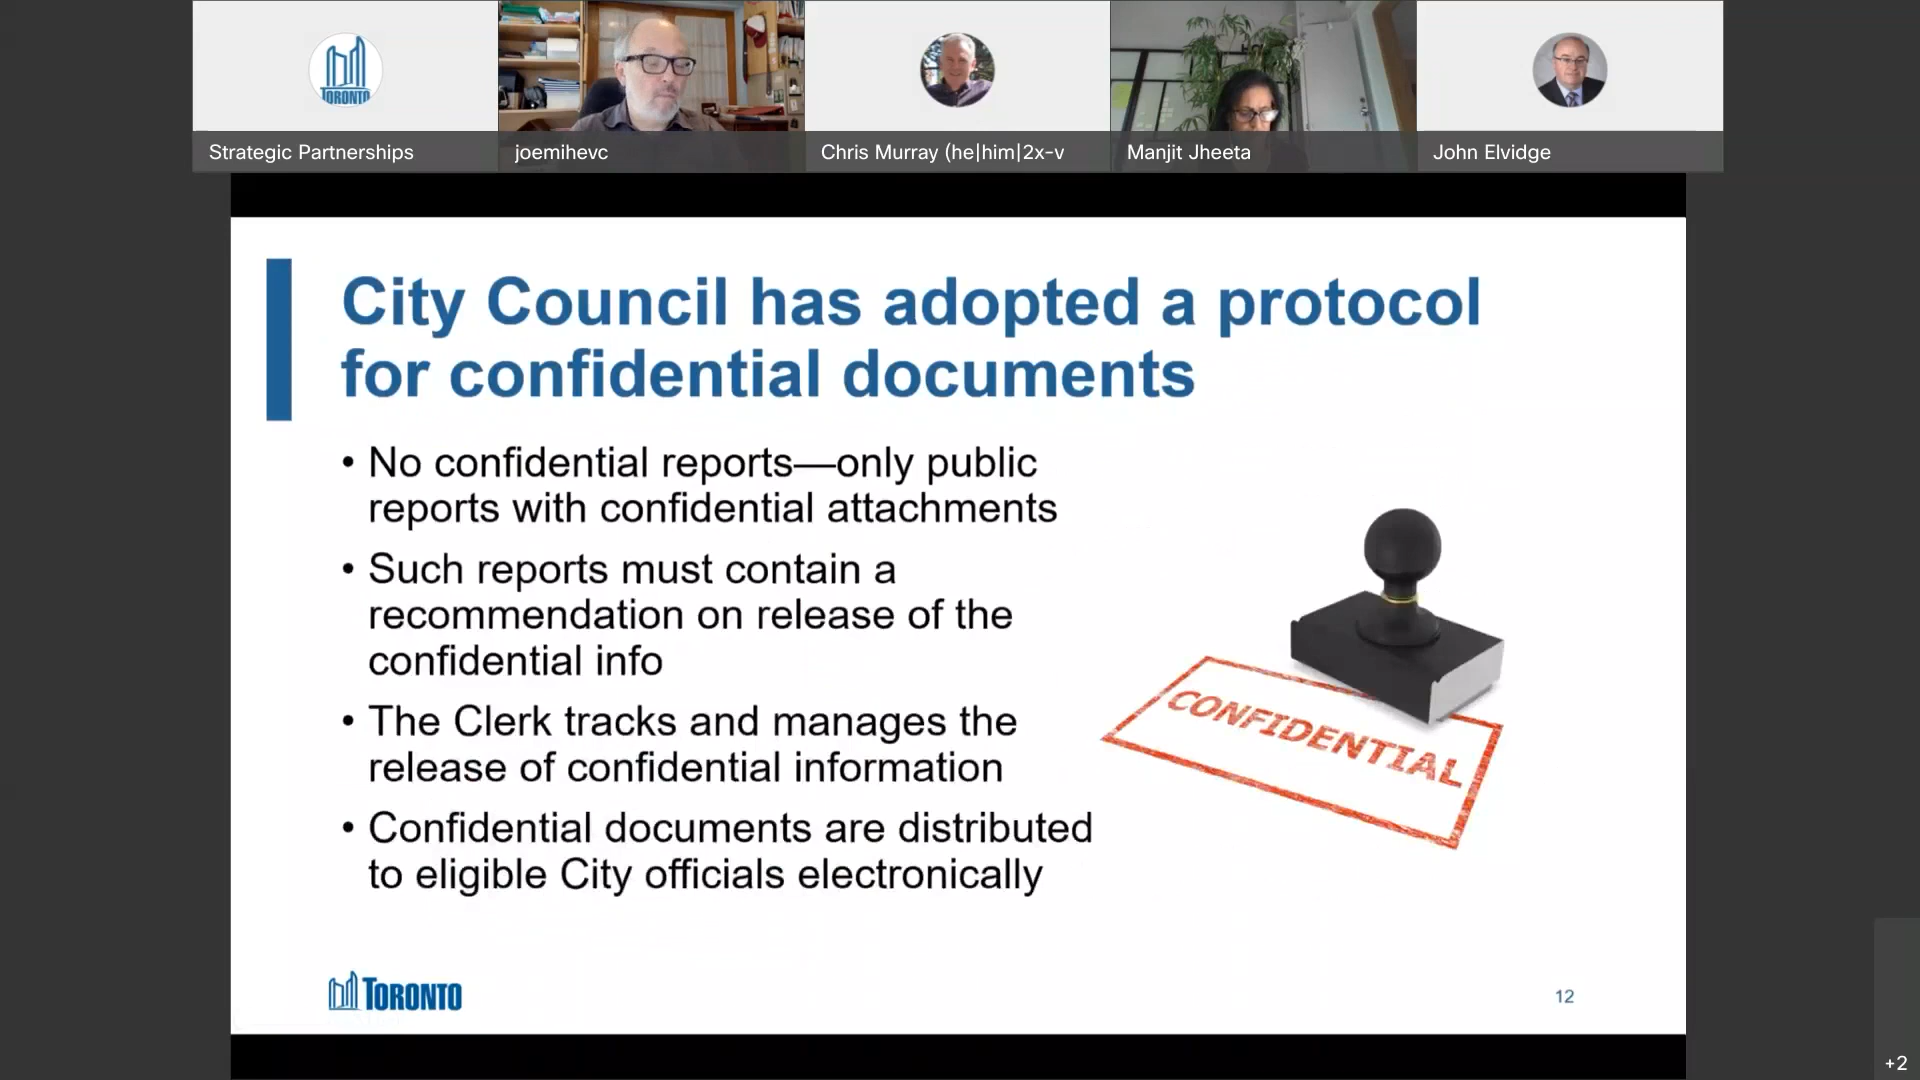 TORONTO
Strategic Partnerships
joemihevc
Chris Murray (he|him|2x-v
Manjit Jheeta
John Elvidge
City Council has adopted a protocol
for confidential documents
• No confidential reports—only public
reports with confidential attachments
• Such reports must contain a
recommendation on release of the
confidential info
• The Clerk tracks and manages the
release of confidential information
• Confidential documents are distributed
to eligible City officials electronically
CONFIDENTIAL
TORONTO
12
+2